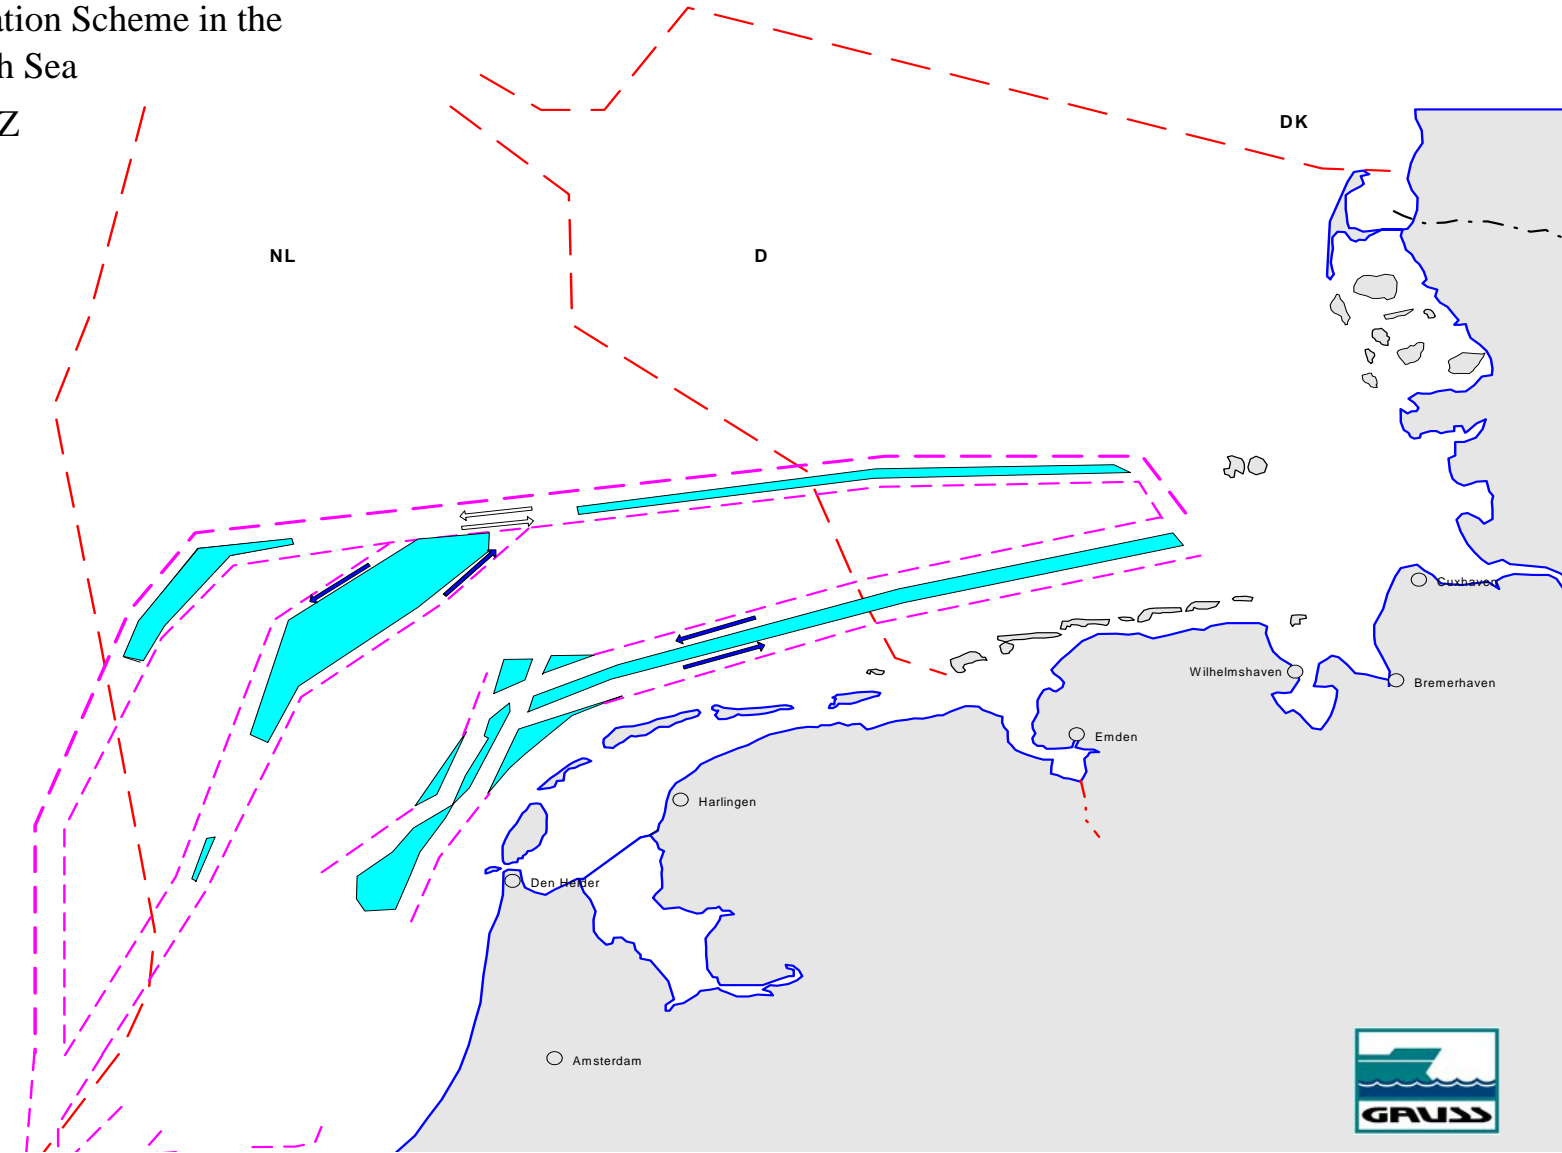 ation Scheme in the
h Sea
Z
DK
NL
D
Cuxhaven
Wilhelmshaven
Bremerhaven
Emden
Harlingen
Den Helder
Amsterdam
GAUSS